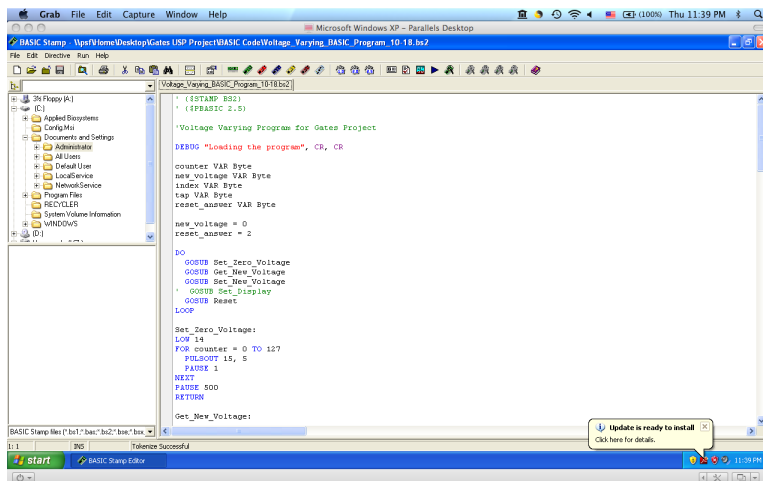 Grab File Edit Capture Window Help (100%) Thu 11:39 PM
Microsoft Windows XP – Parallels Desktop
BASIC Stamp - \\psf\Home\Desktop\Gates USP Project\BASIC Code\Voltage_Varying_BASIC_Program_10-18.bs2
File Edit Directive Run Help
Voltage_Varying_BASIC_Program_10-18.bs2
3½ Floppy (A:)
(C:)
Applied Biosystems
Config.Msi
Documents and Settings
Administrator
All Users
Default User
LocalService
NetworkService
Program Files
RECYCLER
System Volume Information
WINDOWS
(D:)
' {$STAMP BS2}
' {$PBASIC 2.5}
'Voltage Varying Program for Gates Project
DEBUG "Loading the program", CR, CR
counter VAR Byte
new_voltage VAR Byte
index VAR Byte
tap VAR Byte
reset_answer VAR Byte
new_voltage = 0
reset_answer = 2
DO
GOSUB Set_Zero_Voltage
GOSUB Get_New_Voltage
GOSUB Set_New_Voltage
' GOSUB Set_Display
GOSUB Reset
LOOP
Set_Zero_Voltage:
LOW 14
FOR counter = 0 TO 127
PULSOUT 15, 5
PAUSE 1
NEXT
PAUSE 500
RETURN
Get_New_Voltage:
BASIC Stamp files (*.bs1;*.bas;*.bs2;*.bse;*.bsx
1: 1 INS Tokenize Successful
Update is ready to install
Click here for details.
start BASIC Stamp Editor 11:39 PM